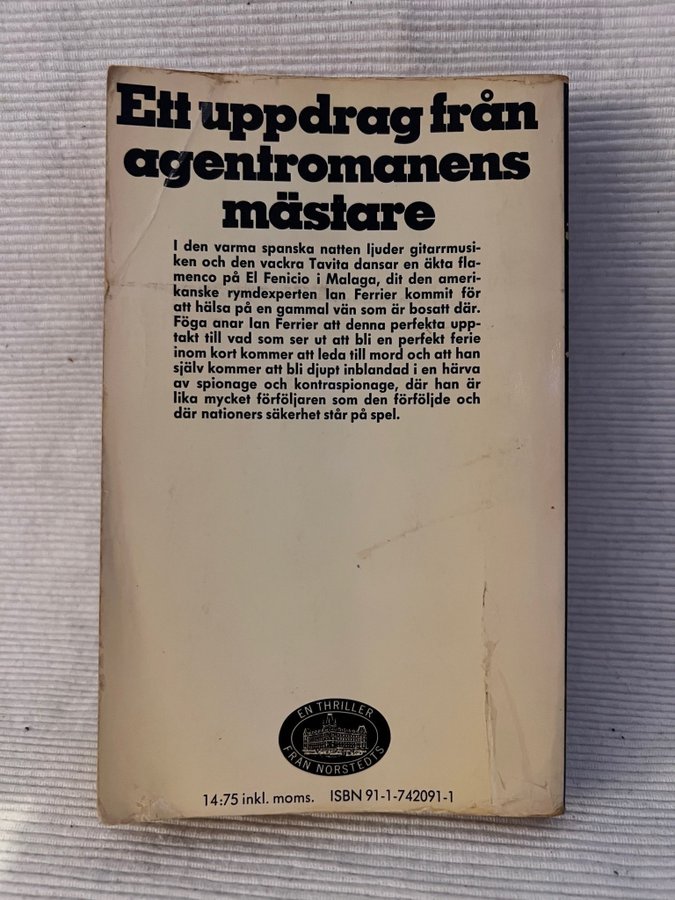 Ett uppdrag från
agentromanens
mästare
I den varma spanska natten ljuder gitarrmusi-
ken och den vackra Tavita dansar en äkta fla-
menco på El Fenicio i Malaga, dit den ameri-
kanske rymdexperten Ian Ferrier kommit för
att hälsa på en gammal vän som är bosatt där.
Föga anar Ian Ferrier att denna perfekta upp-
takt till vad som ser ut att bli en perfekt ferie
inom kort kommer att leda till mord och att han
själv kommer att bli djupt inblandad i en härva
av spionage och kontraspionage, där han är
lika mycket förföljaren som den förföljde och
där nationers säkerhet står på spel.
EN THRILLER
FRÅN NORSTEDTS
14:75 inkl. moms. ISBN 91-1-742091-1